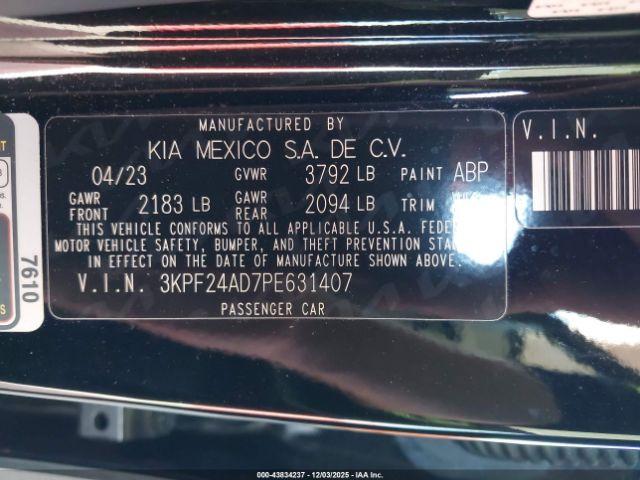 MANUFACTURED BY
KIA MEXICO S.A. DE C.V.
04/23 GVWR 3792 LB PAINT ABP
GAWR FRONT 2183 LB GAWR REAR 2094 LB TRIM
THIS VEHICLE CONFORMS TO ALL APPLICABLE U.S.A. FEDE
MOTOR VEHICLE SAFETY, BUMPER, AND THEFT PREVENTION STA
IN EFFECT ON THE DATE OF MANUFACTURE SHOWN ABOVE.
V.I.N. 3KPF24AD7PE631407
PASSENGER CAR
V.I.N.
7610
000-43834237 - 12/03/2025 - IAA Inc.